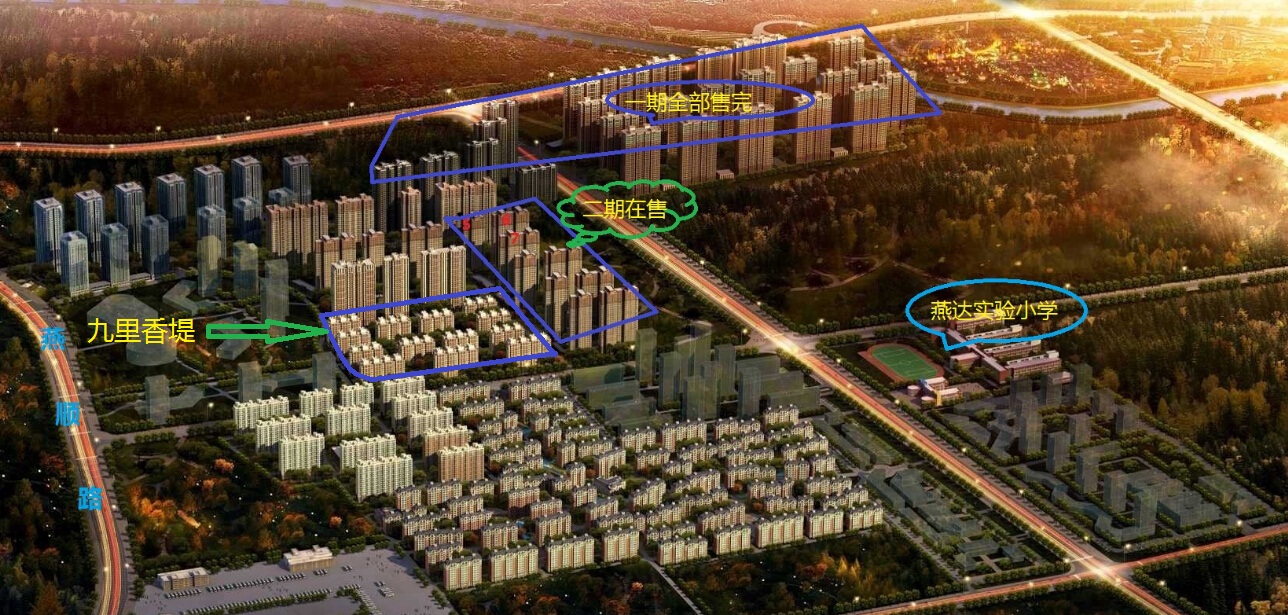 一期全部售完
二期在售
燕达实验小学
九里香堤
燕顺路